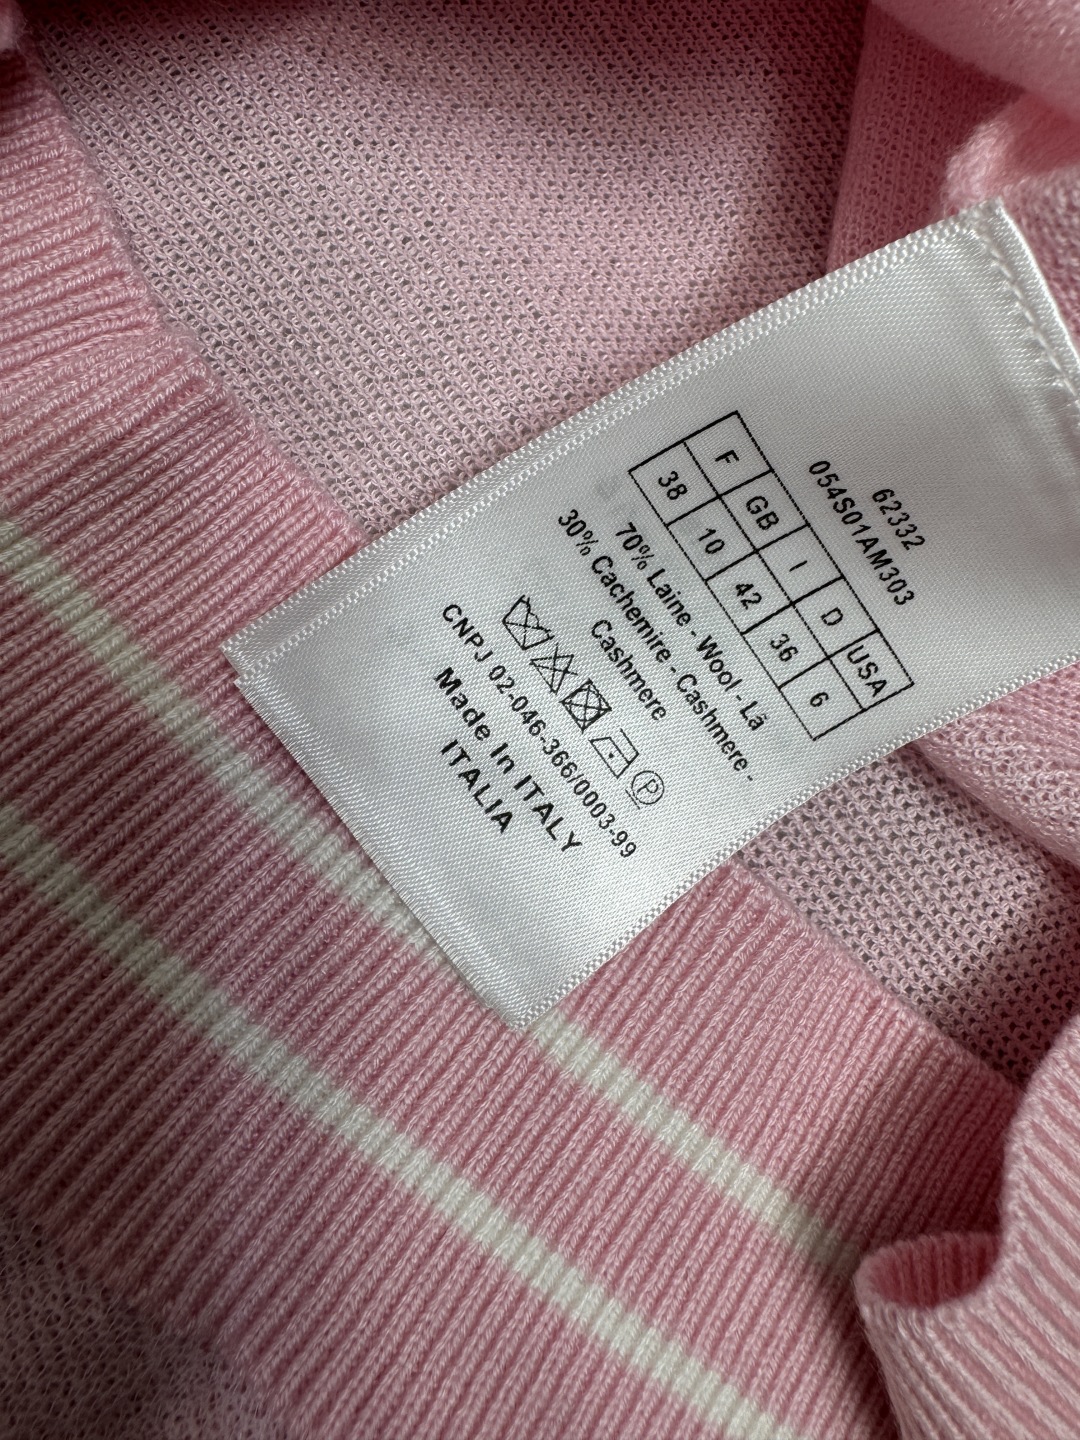 62332
054S01AM303
F GB I D USA
38 10 42 36 6
70% Laine - Wool - Lã
30% Cachemire - Cashmere -
Cashmere
P
CNPJ 02-046-366/0003-99
Made In ITALY
ITALIA